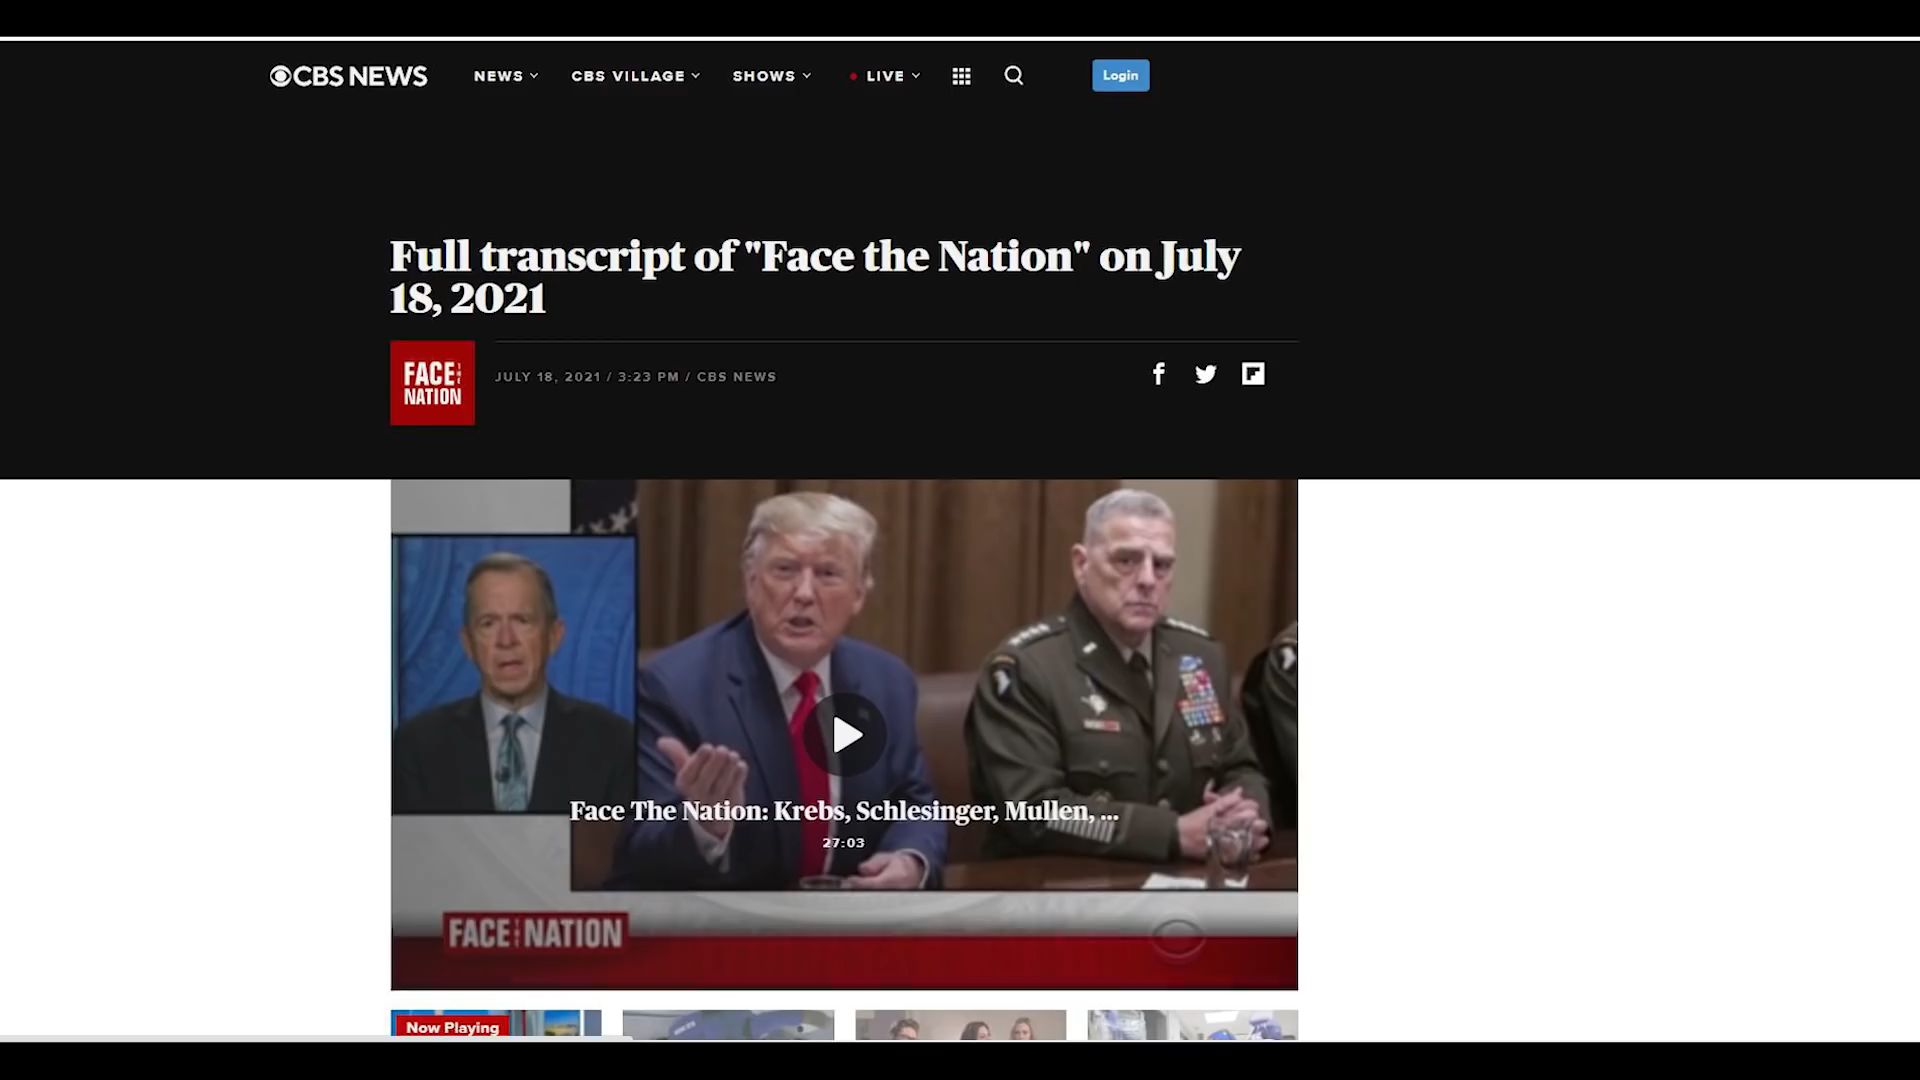 CBS NEWS
NEWS
CBS VILLAGE
SHOWS
LIVE
Login
Full transcript of "Face the Nation" on July
18, 2021
FACE THE
NATION
JULY 18, 2021 / 3:23 PM / CBS NEWS
Face The Nation: Krebs, Schlesinger, Mullen, ...
27:03
FACE THE NATION
Now Playing